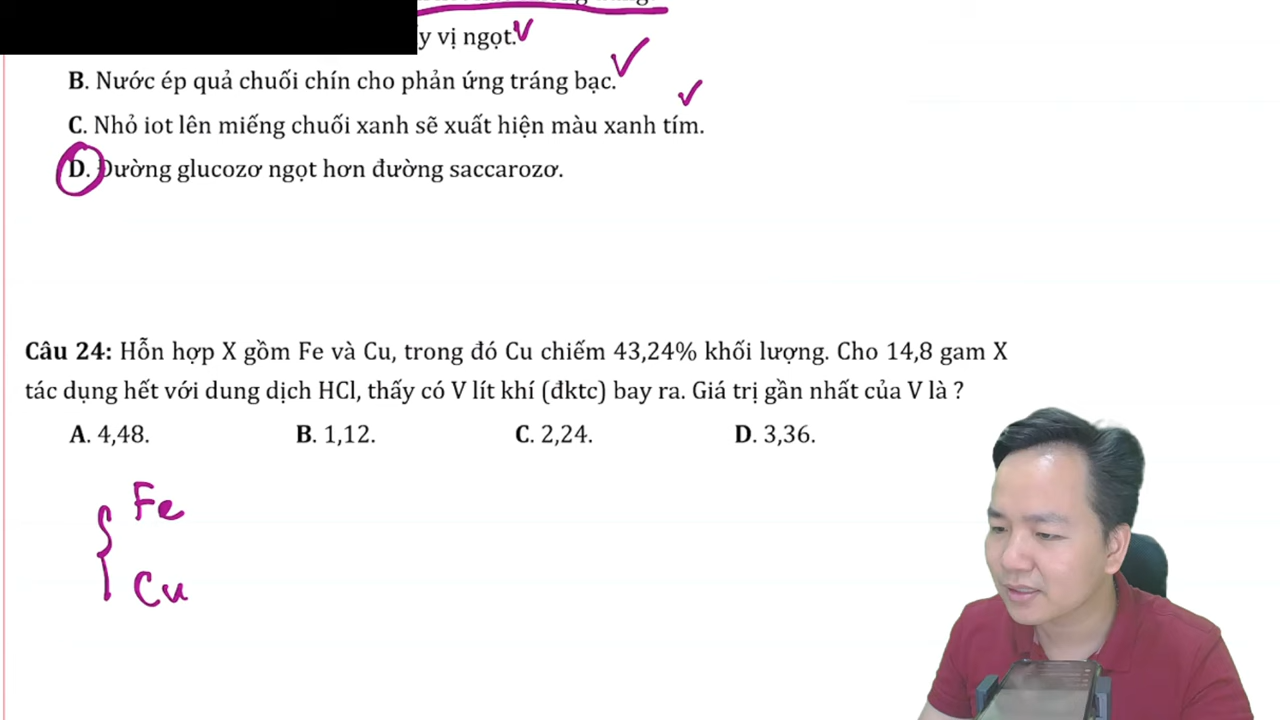 y vị ngọt.
B. Nước ép quả chuối chín cho phản ứng tráng bạc.
C. Nhỏ iot lên miếng chuối xanh sẽ xuất hiện màu xanh tím.
D. Đường glucozơ ngọt hơn đường saccarozơ.
Câu 24: Hỗn hợp X gồm Fe và Cu, trong đó Cu chiếm 43,24% khối lượng. Cho 14,8 gam X
tác dụng hết với dung dịch HCl, thấy có V lít khí (đktc) bay ra. Giá trị gần nhất của V là ?
A. 4,48. B. 1,12. C. 2,24. D. 3,36.
Fe
Cu